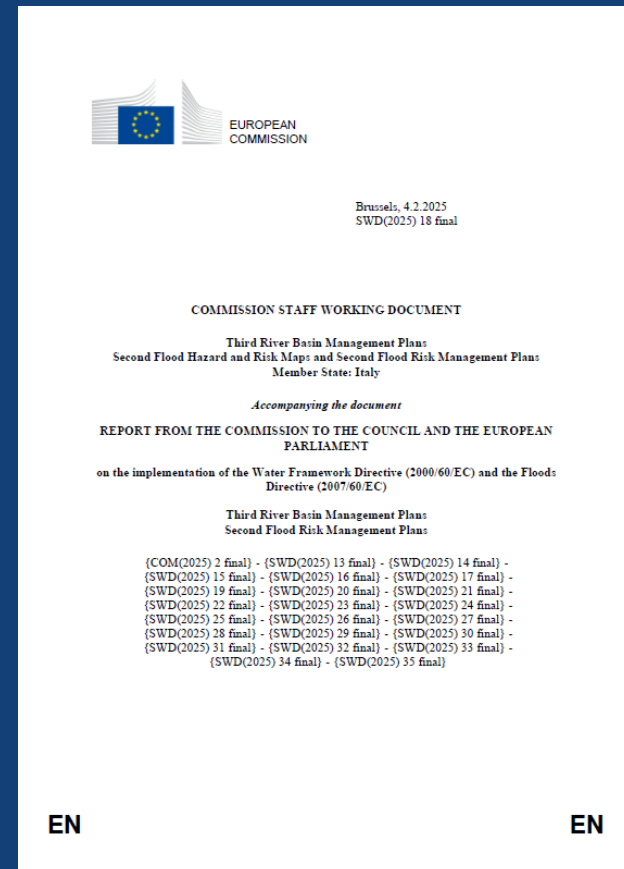 EUROPEAN
COMMISSION
Brussels, 4.2.2025
SWD(2025) 18 final
COMMISSION STAFF WORKING DOCUMENT
Third River Basin Management Plans
Second Flood Hazard and Risk Maps and Second Flood Risk Management Plans
Member State: Italy
Accompanying the document
REPORT FROM THE COMMISSION TO THE COUNCIL AND THE EUROPEAN
PARLIAMENT
on the implementation of the Water Framework Directive (2000/60/EC) and the Floods
Directive (2007/60/EC)
Third River Basin Management Plans
Second Flood Risk Management Plans
{COM(2025) 2 final} - {SWD(2025) 13 final} - {SWD(2025) 14 final} -
{SWD(2025) 15 final} - {SWD(2025) 16 final} - {SWD(2025) 17 final} -
{SWD(2025) 19 final} - {SWD(2025) 20 final} - {SWD(2025) 21 final} -
{SWD(2025) 22 final} - {SWD(2025) 23 final} - {SWD(2025) 24 final} -
{SWD(2025) 25 final} - {SWD(2025) 26 final} - {SWD(2025) 27 final} -
{SWD(2025) 28 final} - {SWD(2025) 29 final} - {SWD(2025) 30 final} -
{SWD(2025) 31 final} - {SWD(2025) 32 final} - {SWD(2025) 33 final} -
{SWD(2025) 34 final} - {SWD(2025) 35 final}
EN EN